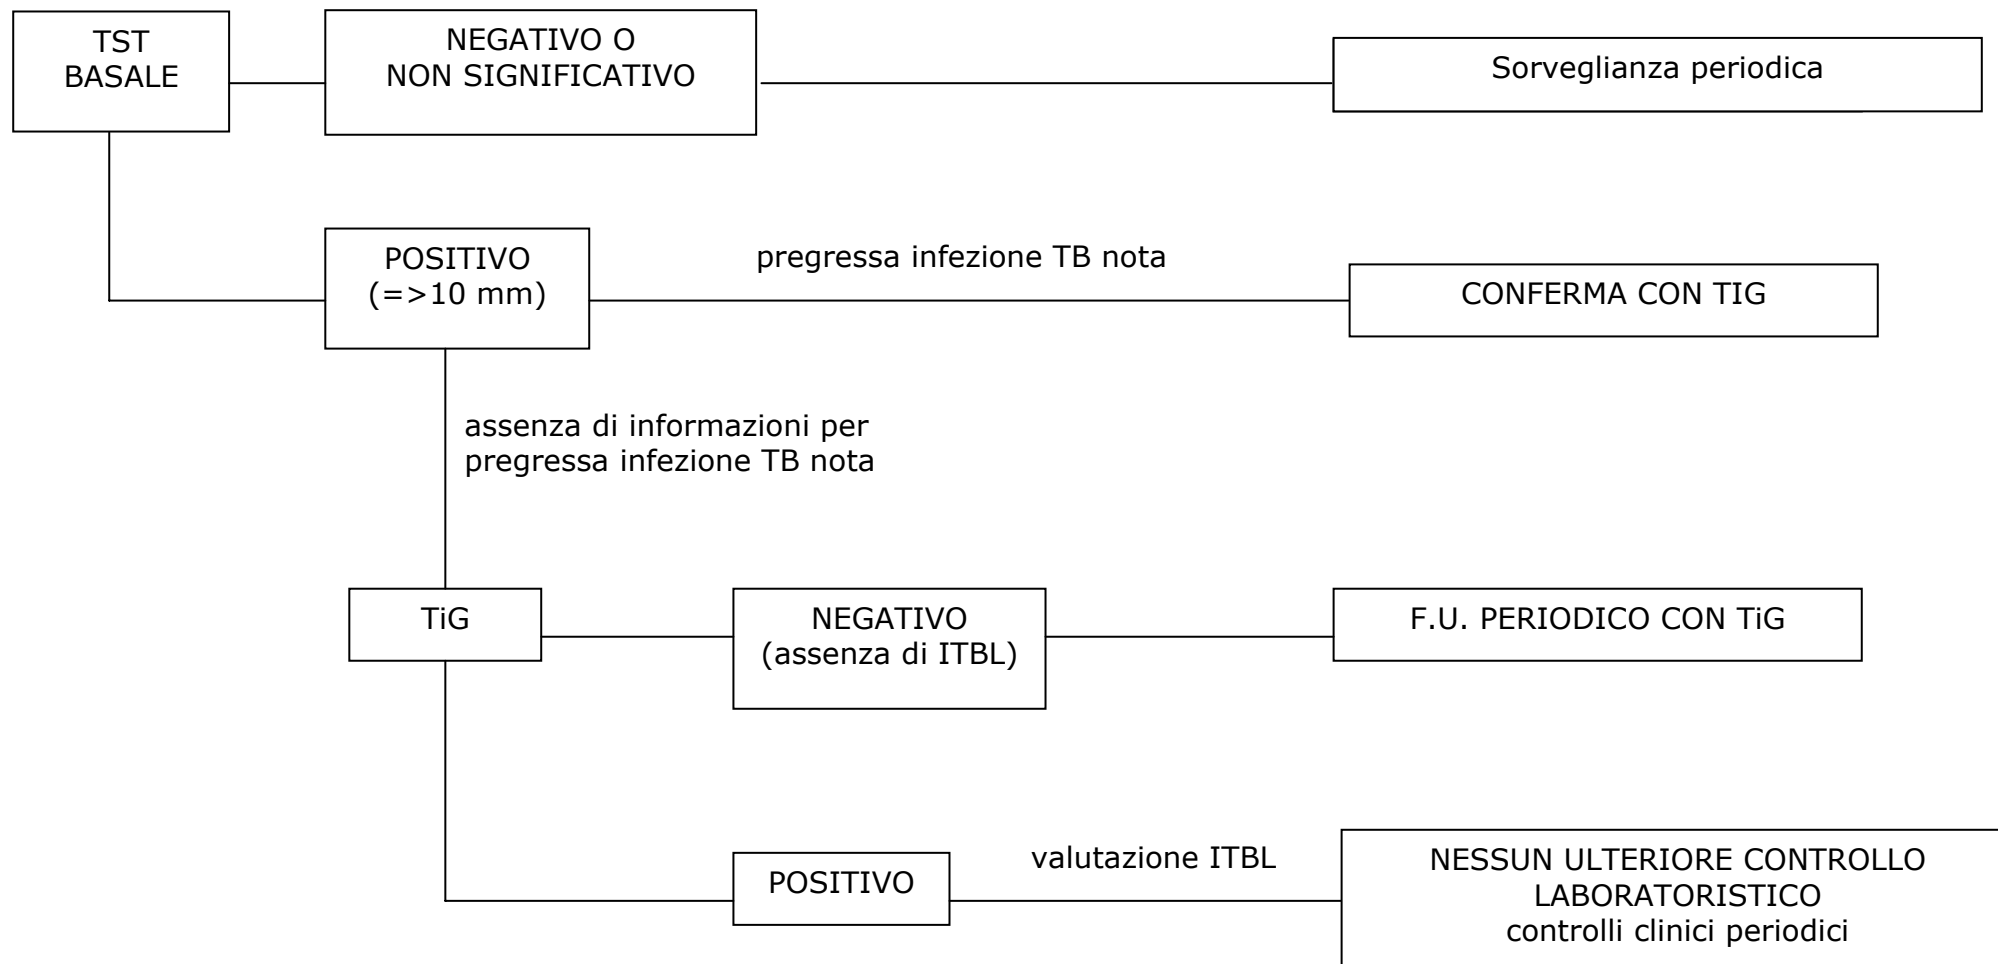 TST
BASALE
NEGATIVO O
NON SIGNIFICATIVO
Sorveglianza periodica
POSITIVO
(=>10 mm)
pregressa infezione TB nota
CONFERMA CON TIG
assenza di informazioni per
pregressa infezione TB nota
TiG
NEGATIVO
(assenza di ITBL)
F.U. PERIODICO CON TiG
POSITIVO
valutazione ITBL
NESSUN ULTERIORE CONTROLLO
LABORATORISTICO
controlli clinici periodici